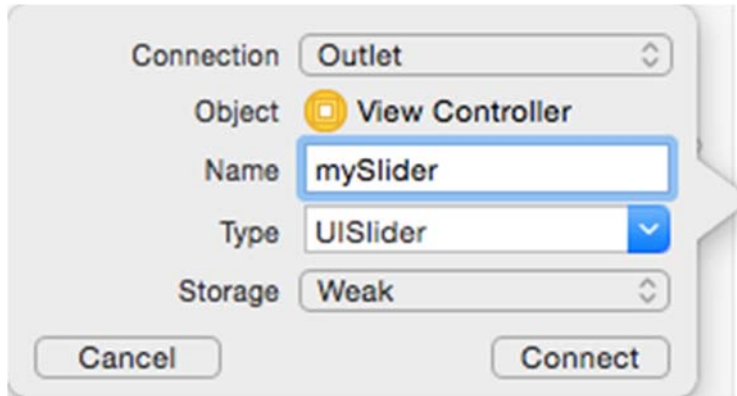 Connection Outlet
Object View Controller
Name mySlider
Type UISlider
Storage Weak
Cancel Connect